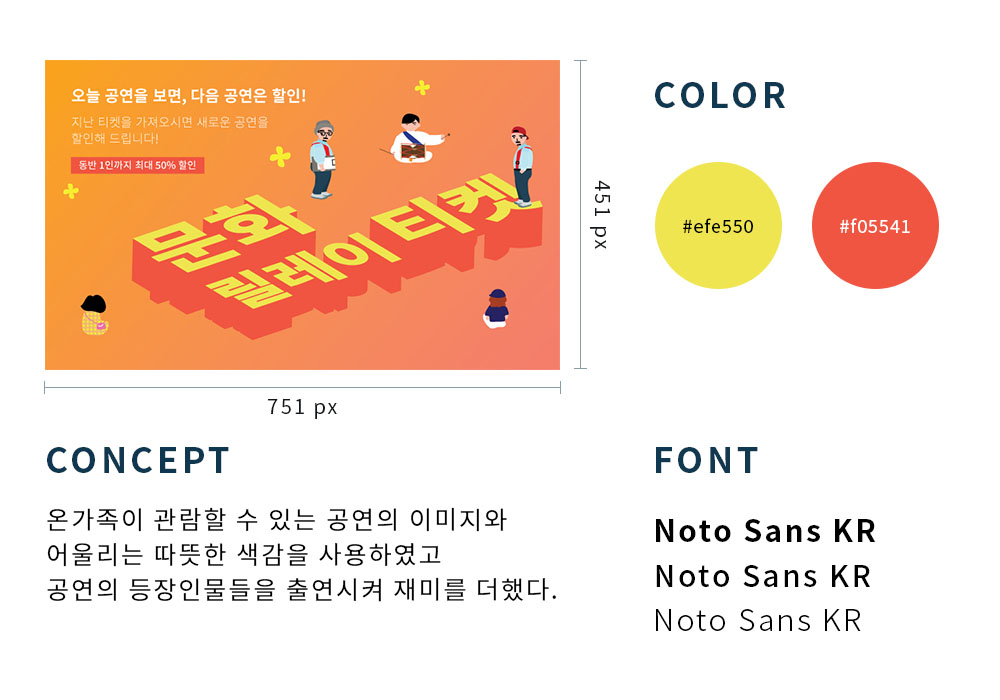 오늘 공연을 보면, 다음 공연은 할인!
지난 티켓을 가져오시면 새로운 공연을
할인해 드립니다!
동반 1인까지 최대 50% 할인
문화
릴레이 티켓
451 px
751 px
COLOR
#efe550
#f05541
CONCEPT
온가족이 관람할 수 있는 공연의 이미지와
어울리는 따뜻한 색감을 사용하였고
공연의 등장인물들을 출연시켜 재미를 더했다.
FONT
Noto Sans KR
Noto Sans KR
Noto Sans KR